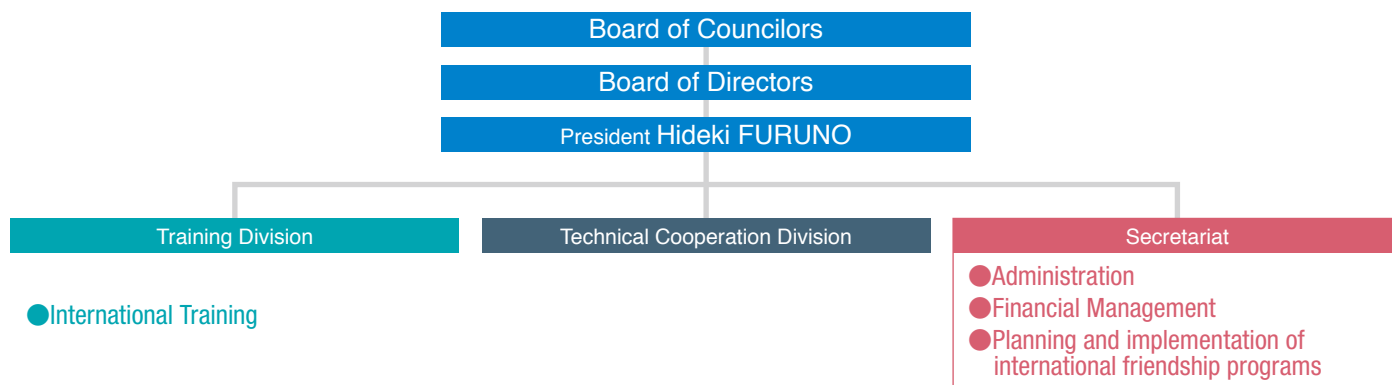 Board of Councilors
Board of Directors
President Hideki FURUNO
Training Division
Technical Cooperation Division
Secretariat
●International Training
●Administration
●Financial Management
●Planning and implementation of
international friendship programs